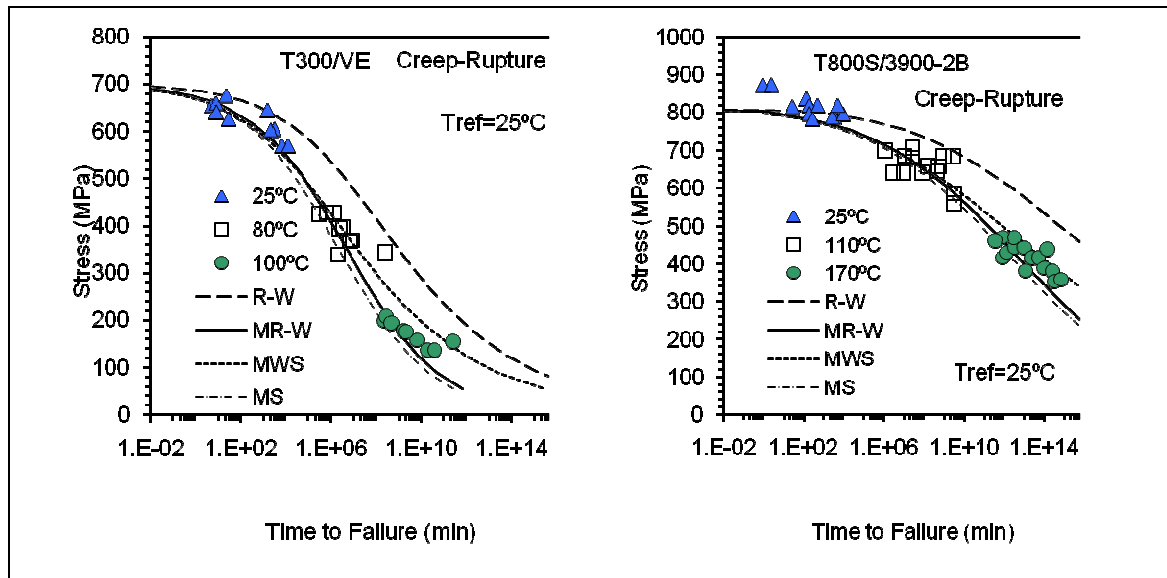 800
700
600
500
400
300
200
100
0
Stress (MPa)
T300/VE Creep-Rupture
Tref=25ºC
25ºC
80ºC
100ºC
R-W
MR-W
MWS
MS
1.E-02 1.E+02 1.E+06 1.E+10 1.E+14
Time to Failure (min)
1000
900
800
700
600
500
400
300
200
100
0
Stress (MPa)
T800S/3900-2B
Creep-Rupture
25ºC
110ºC
170ºC
R-W
MR-W
MWS
MS
Tref=25ºC
1.E-02 1.E+02 1.E+06 1.E+10 1.E+14
Time to Failure (min)